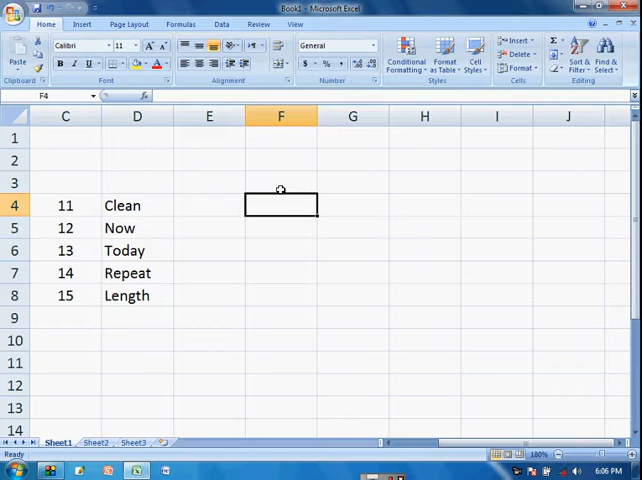 Book1 - Microsoft Excel
Home Insert Page Layout Formulas Data Review View
Paste
Clipboard
Calibri 11
B I U
Font
Alignment
General
$ % ,
Number
Conditional Formatting
Format as Table
Cell Styles
Styles
Insert
Delete
Format
Cells
Σ
Sort & Filter
Find & Select
Editing
F4 fx
C D E F G H I J
1
2
3
4 11 Clean
5 12 Now
6 13 Today
7 14 Repeat
8 15 Length
9
10
11
12
13
14
Sheet1 Sheet2 Sheet3
Ready 180%
6:06 PM